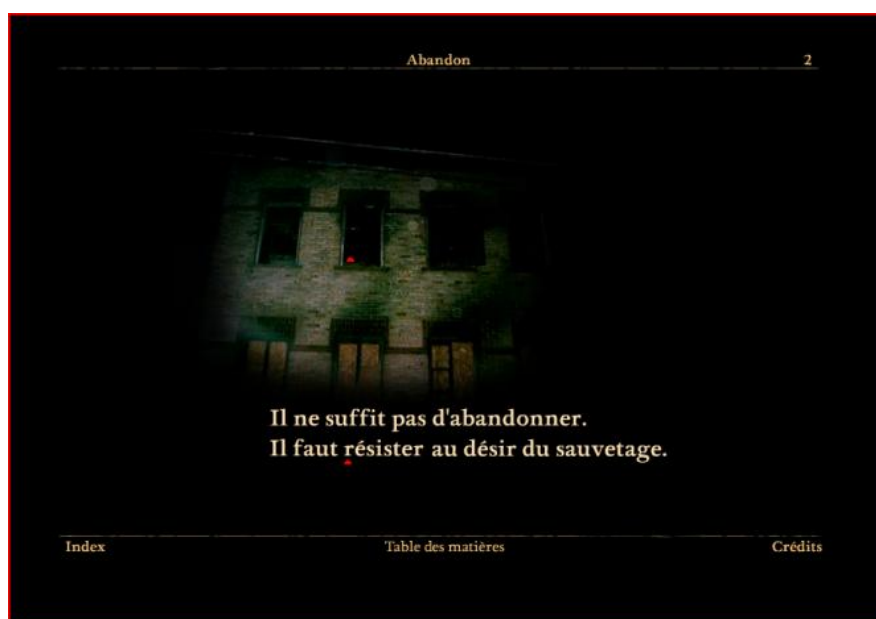 Abandon 2
Il ne suffit pas d'abandonner.
Il faut résister au désir du sauvetage.
Index Table des matières Crédits